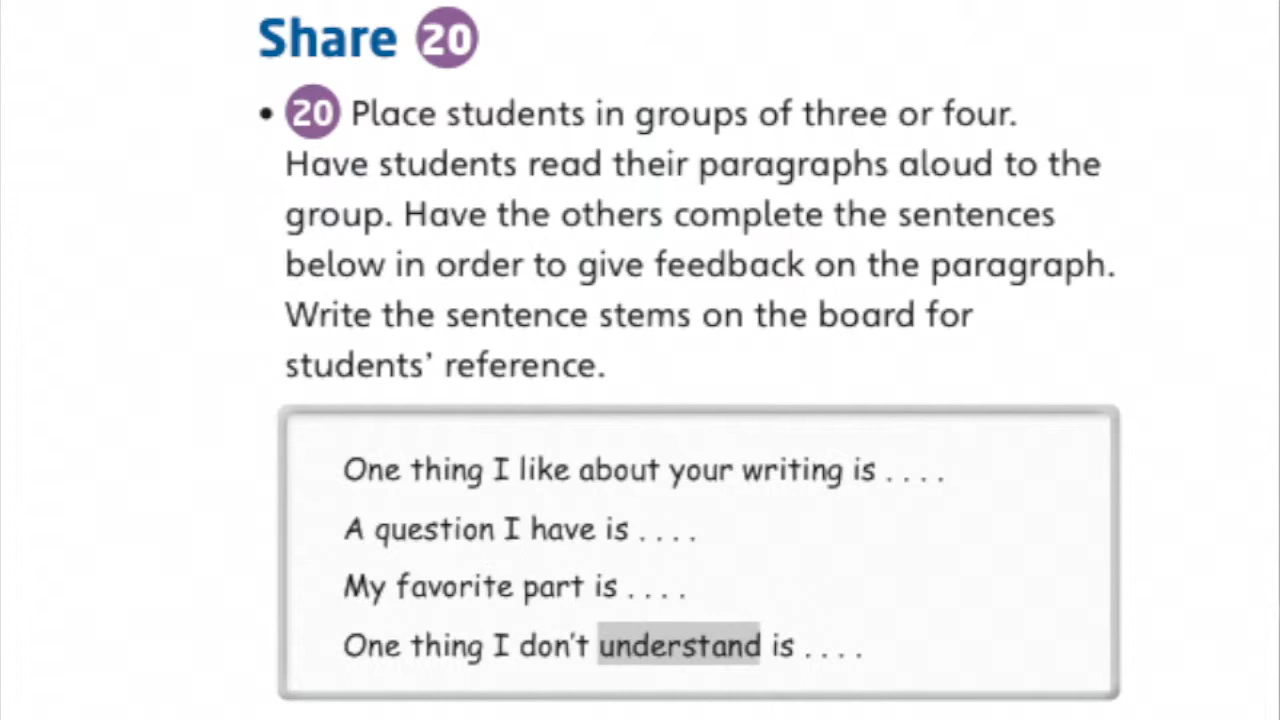 Share 20
• 20 Place students in groups of three or four.
Have students read their paragraphs aloud to the
group. Have the others complete the sentences
below in order to give feedback on the paragraph.
Write the sentence stems on the board for
students’ reference.
One thing I like about your writing is . . . .
A question I have is . . . .
My favorite part is . . . .
One thing I don’t understand is . . . .